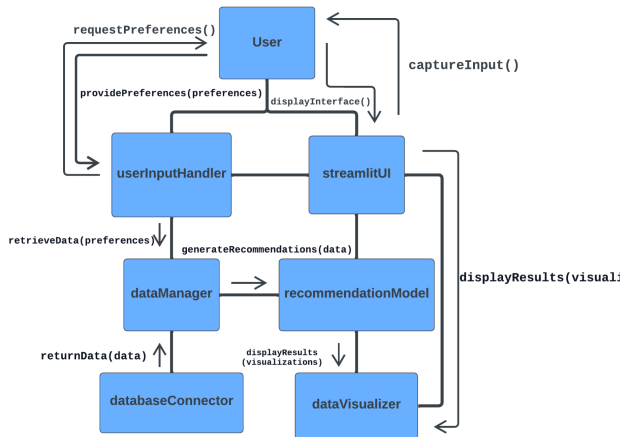 requestPreferences()
User
captureInput()
providePreferences(preferences)
displayInterface()
userInputHandler
streamlitUI
retrieveData(preferences)
generateRecommendations(data)
displayResults(visuali
dataManager
recommendationModel
returnData(data)
displayResults
(visualizations)
databaseConnector
dataVisualizer